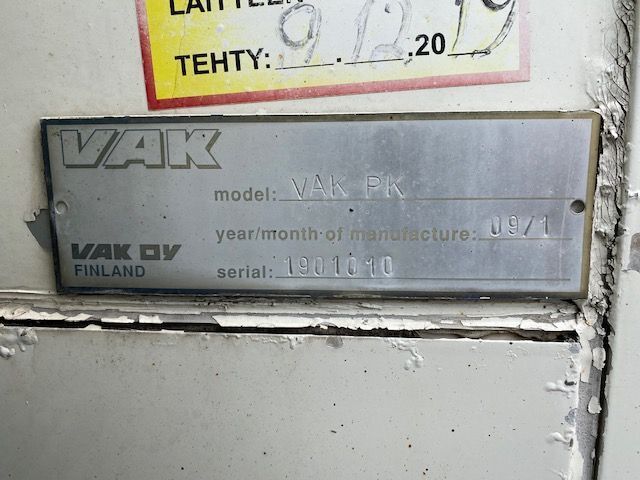 TEHTY: 9.12.2019
VAK
model: VAK PK
year/month of manufacture: 09/1
VAK OY
FINLAND
serial: 1901010